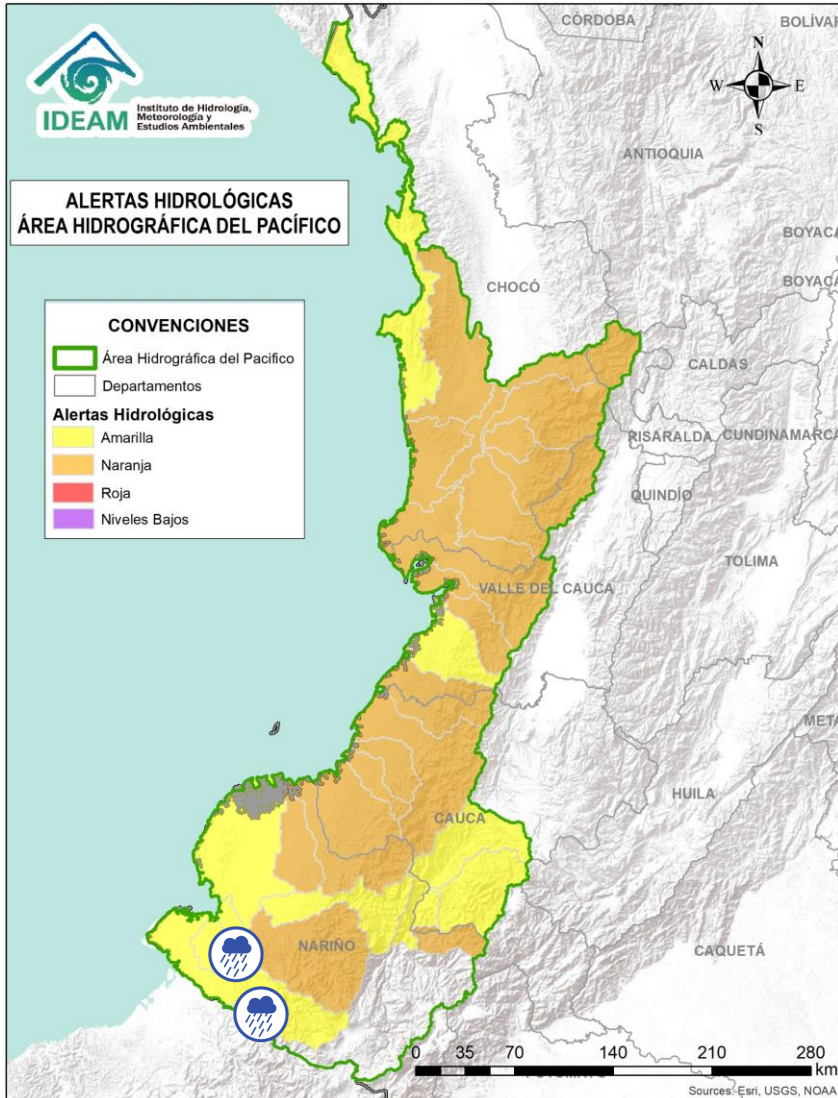 CÓRDOBA
BOLÍVAR
IDEAM
Instituto de Hidrología,
Meteorología y
Estudios Ambientales
N
W E
S
ANTIOQUIA
ALERTAS HIDROLÓGICAS
ÁREA HIDROGRÁFICA DEL PACÍFICO
BOYACÁ
BOYACÁ
CHOCÓ
CONVENCIONES
Área Hidrográfica del Pacifico
Departamentos
Alertas Hidrológicas
Amarilla
Naranja
Roja
Niveles Bajos
CALDAS
RISARALDA
CUNDINAMARCA
QUINDÍO
TOLIMA
VALLE DEL CAUCA
META
HUILA
CAUCA
NARIÑO
CAQUETÁ
0 35 70 140 210 280
km
Sources: Esri, USGS, NOAA